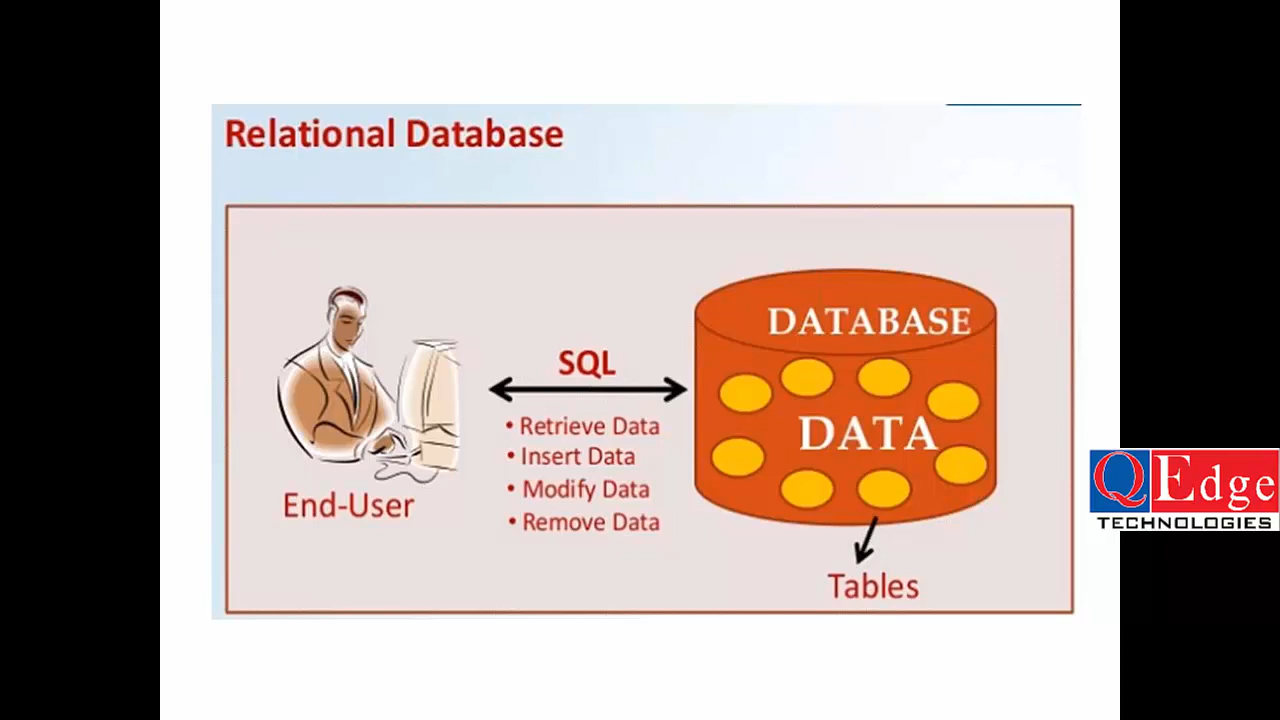 Relational Database
DATABASE
SQL
• Retrieve Data
• Insert Data
• Modify Data
• Remove Data
DATA
End-User
Tables
QEdge
TECHNOLOGIES